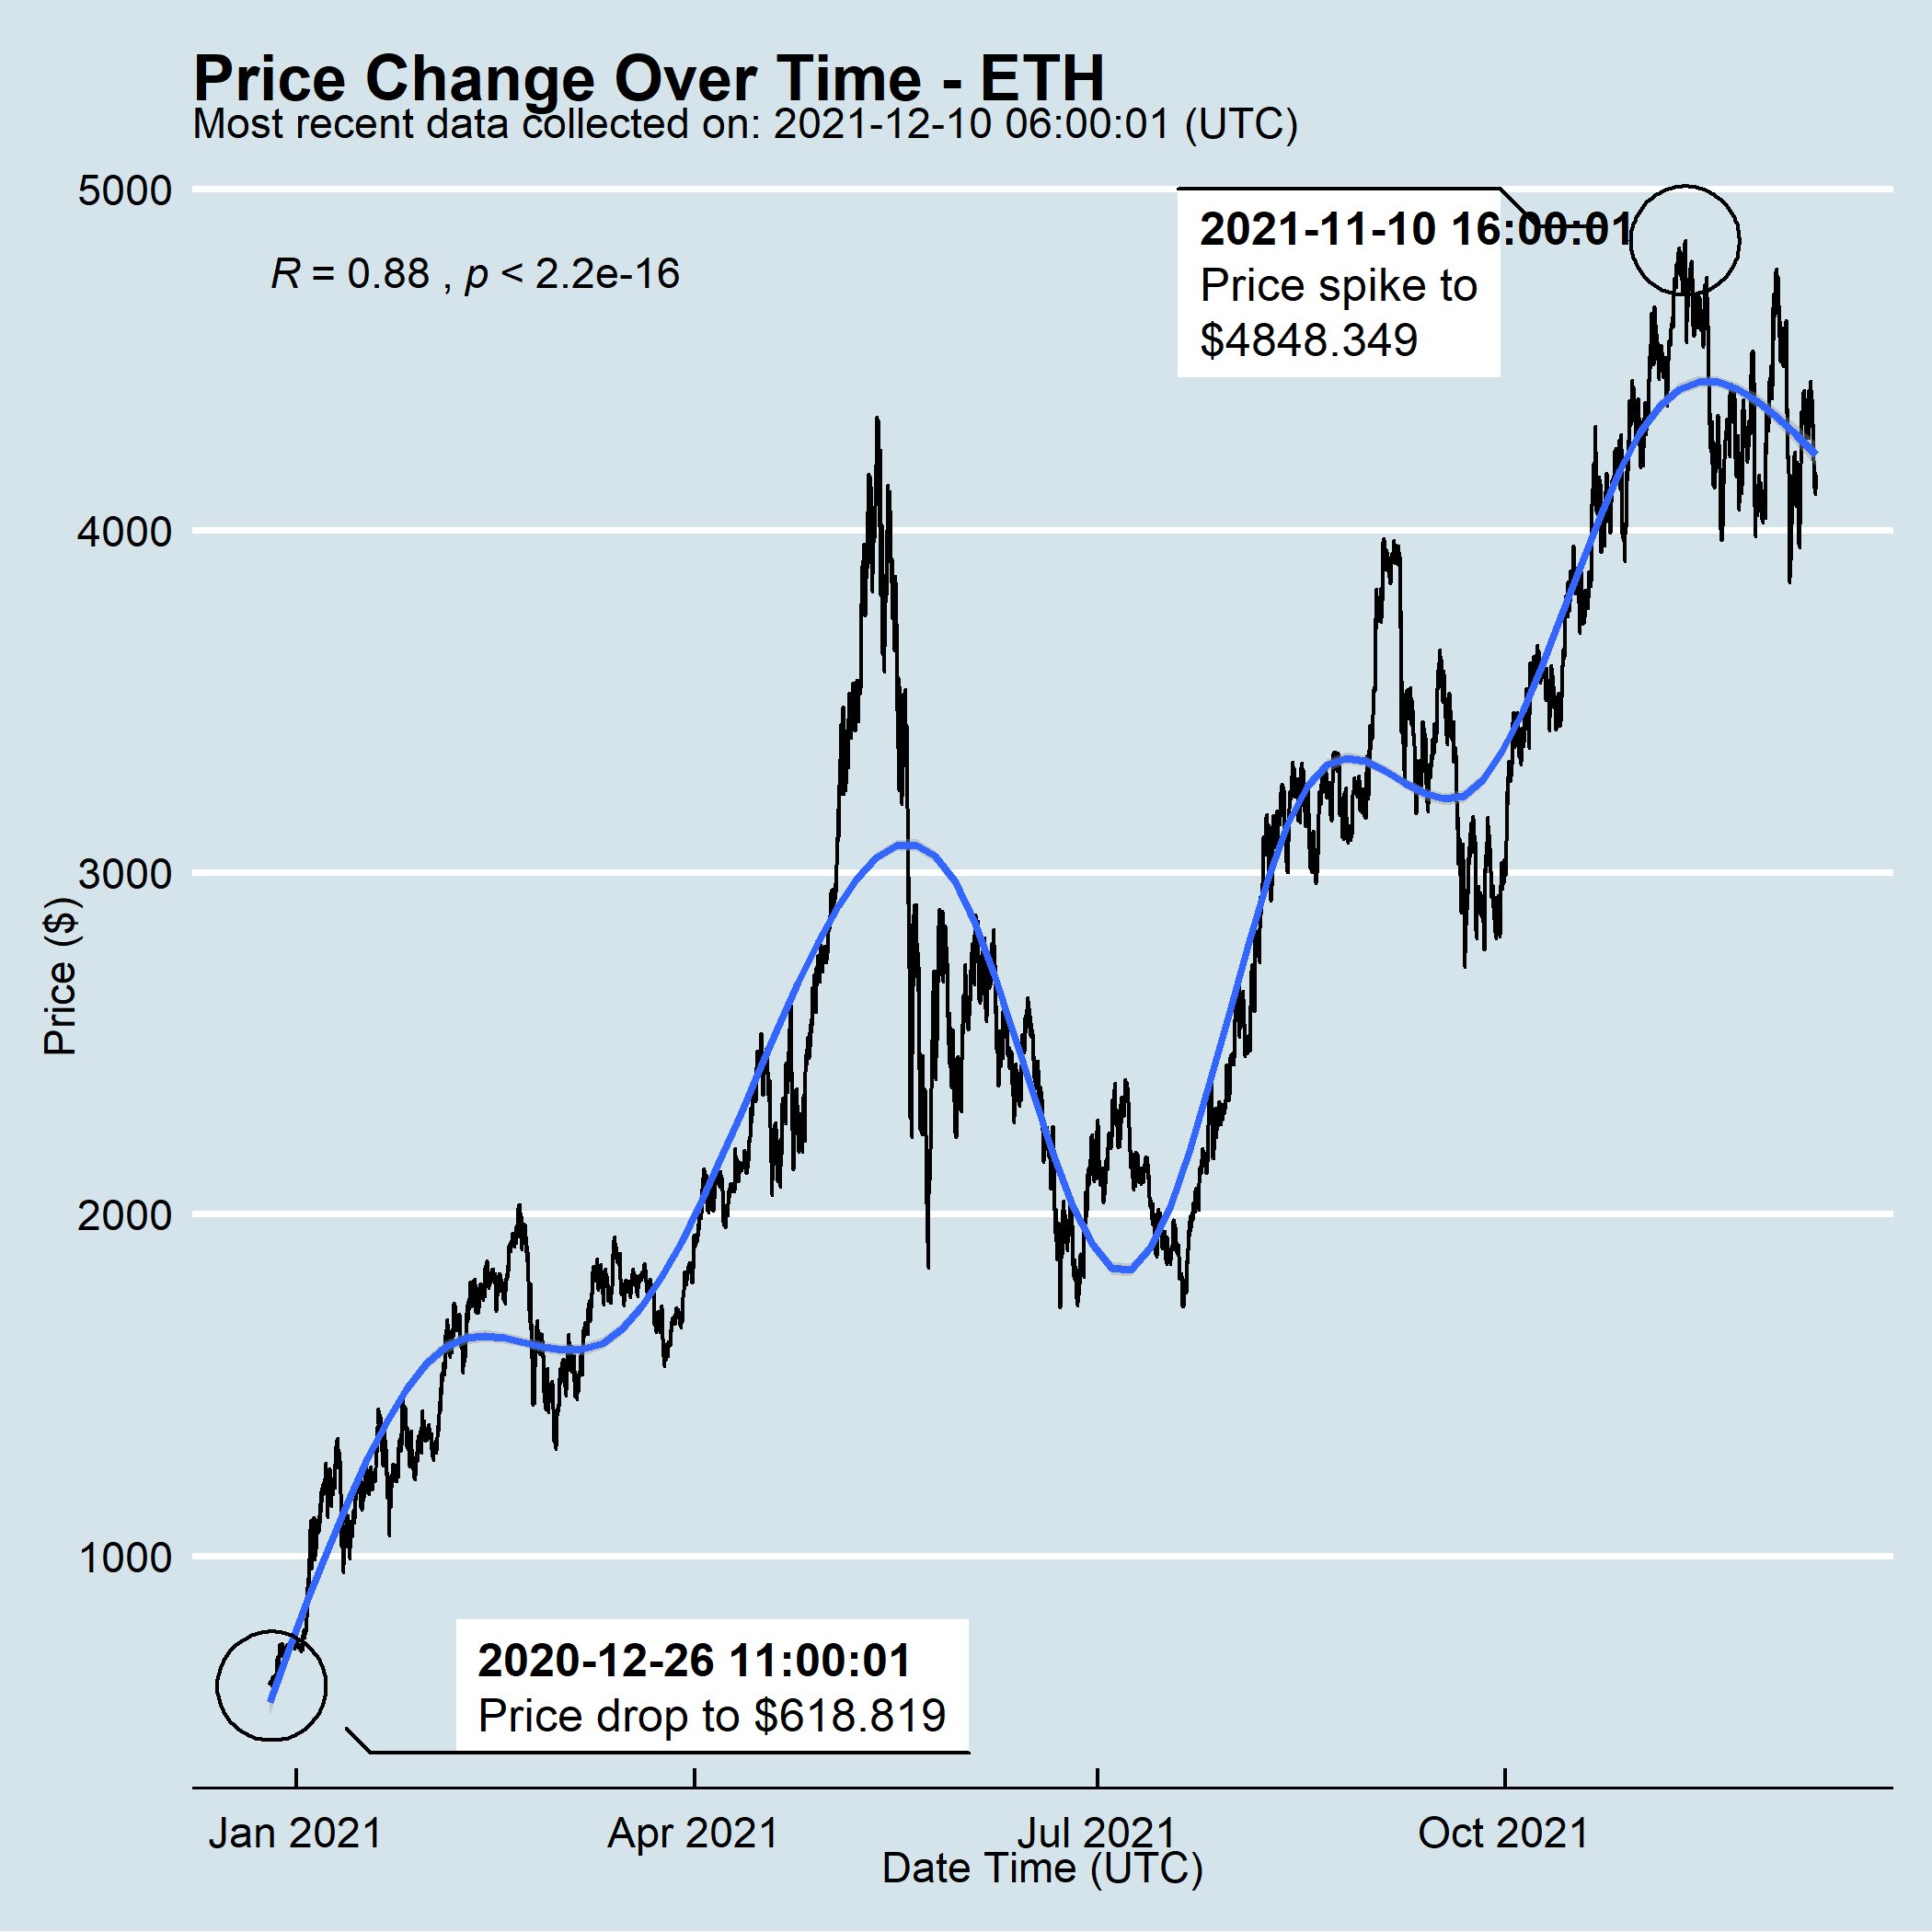 Price Change Over Time - ETH
Most recent data collected on: 2021-12-10 06:00:01 (UTC)
5000
2021-11-10 16:00:01
Price spike to
$4848.349
R = 0.88 , p < 2.2e-16
4000
3000
Price ($)
2000
1000
2020-12-26 11:00:01
Price drop to $618.819
Jan 2021
Apr 2021
Jul 2021
Oct 2021
Date Time (UTC)